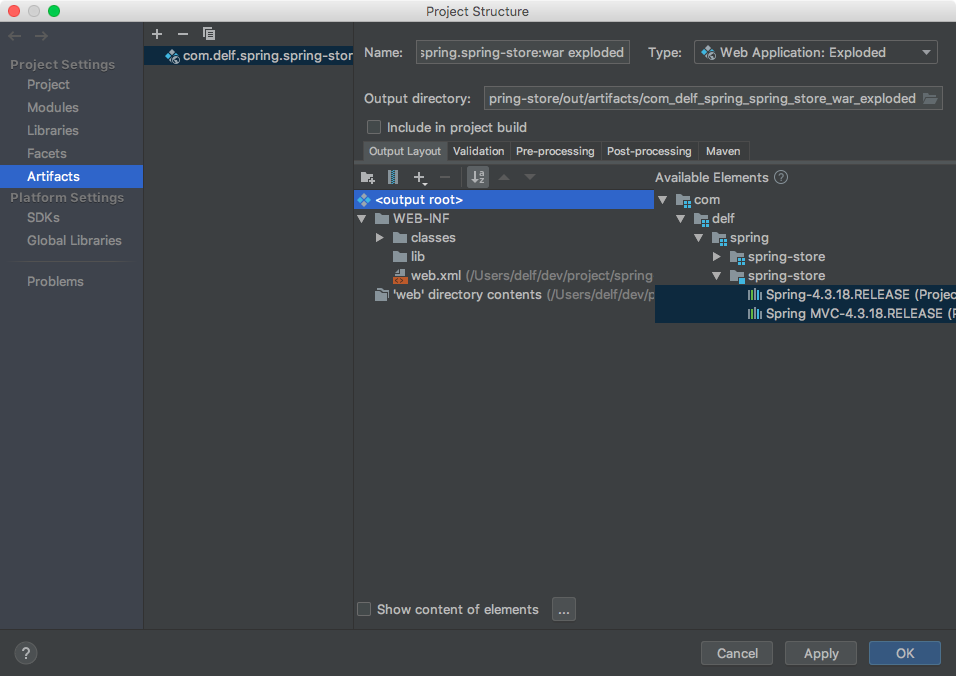 Project Structure
Project Settings
Project
Modules
Libraries
Facets
Artifacts
Platform Settings
SDKs
Global Libraries
Problems
com.delf.spring.spring-stor
Name: spring.spring-store:war exploded Type: Web Application: Exploded
Output directory: pring-store/out/artifacts/com_delf_spring_spring_store_war_exploded
Include in project build
Output Layout Validation Pre-processing Post-processing Maven
<output root>
WEB-INF
classes
lib
web.xml (/Users/delf/dev/project/spring
'web' directory contents (/Users/delf/dev/p
Available Elements ?
com
delf
spring
spring-store
spring-store
Spring-4.3.18.RELEASE (Projec
Spring MVC-4.3.18.RELEASE (P
Show content of elements ...
? Cancel Apply OK